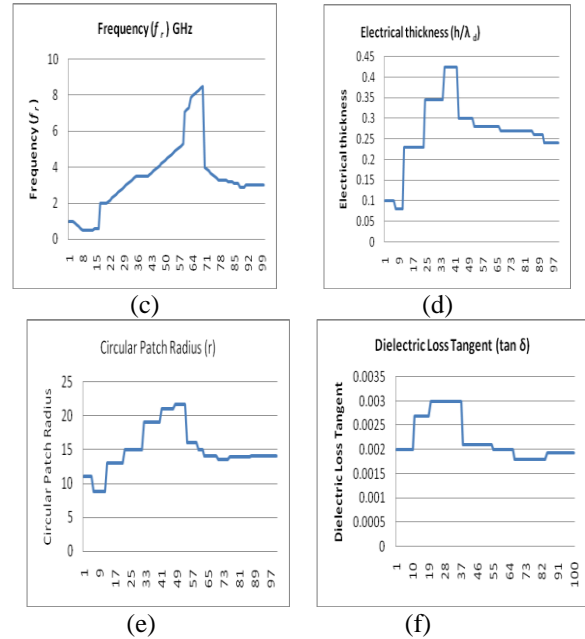 Frequency (f r ) GHz
10
8
6
4
2
0
Frequency (f r)
1 8 15 22 29 36 43 50 57 64 71 78 85 92 99
(c)
Electrical thickness (h/λ d)
0.45
0.4
0.35
0.3
0.25
0.2
0.15
0.1
0.05
0
Electrical thickness
1 9 17 25 33 41 49 57 65 73 81 89 97
(d)
Circular Patch Radius (r)
25
20
15
10
5
0
Circular Patch Radius
1 9 17 25 33 41 49 57 65 73 81 89 97
(e)
Dielectric Loss Tangent (tan δ)
0.0035
0.003
0.0025
0.002
0.0015
0.001
0.0005
0
Dielectric Loss Tangent
1 10 19 28 37 46 55 64 73 82 91 100
(f)